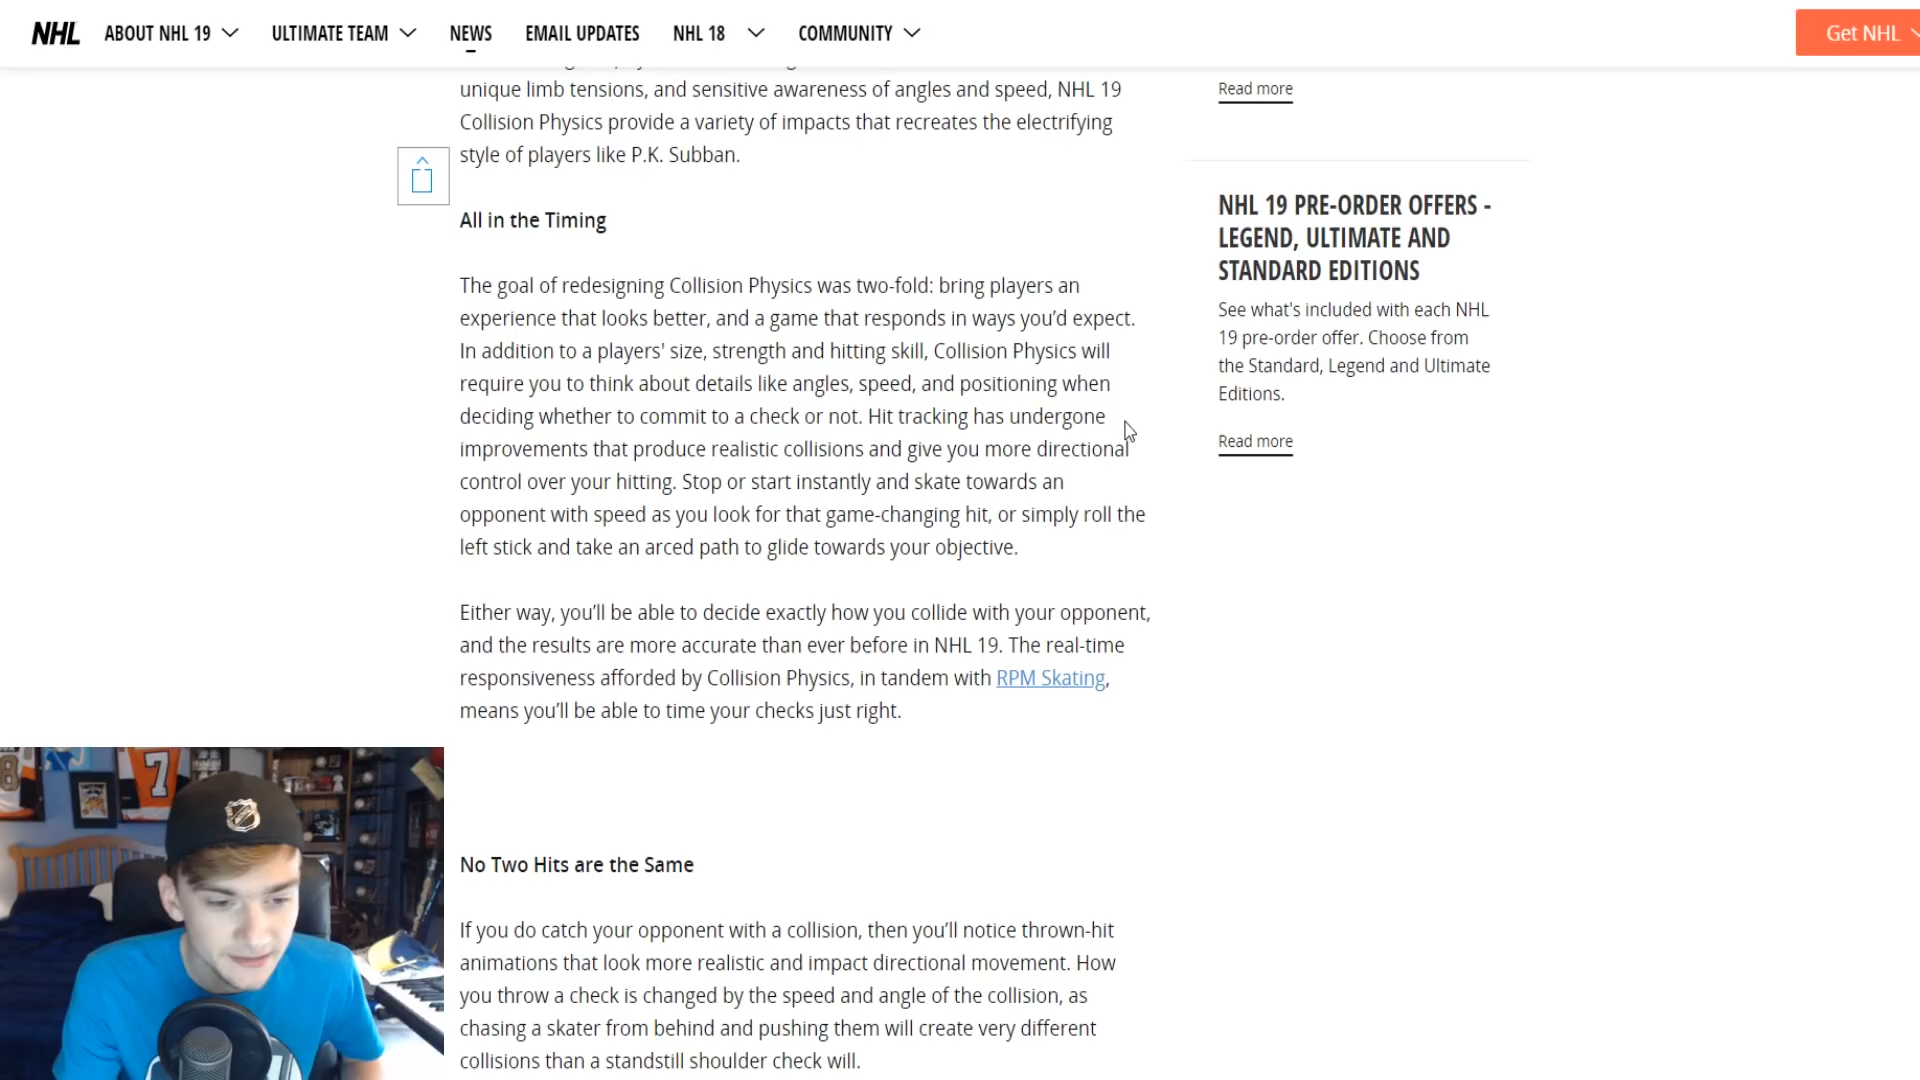 NHL ABOUT NHL 19 ULTIMATE TEAM NEWS EMAIL UPDATES NHL 18 COMMUNITY Get NHL
unique limb tensions, and sensitive awareness of angles and speed, NHL 19
Collision Physics provide a variety of impacts that recreates the electrifying
style of players like P.K. Subban.
All in the Timing
The goal of redesigning Collision Physics was two-fold: bring players an
experience that looks better, and a game that responds in ways you’d expect.
In addition to a players' size, strength and hitting skill, Collision Physics will
require you to think about details like angles, speed, and positioning when
deciding whether to commit to a check or not. Hit tracking has undergone
improvements that produce realistic collisions and give you more directional
control over your hitting. Stop or start instantly and skate towards an
opponent with speed as you look for that game-changing hit, or simply roll the
left stick and take an arced path to glide towards your objective.
Either way, you’ll be able to decide exactly how you collide with your opponent,
and the results are more accurate than ever before in NHL 19. The real-time
responsiveness afforded by Collision Physics, in tandem with RPM Skating,
means you’ll be able to time your checks just right.
No Two Hits are the Same
If you do catch your opponent with a collision, then you’ll notice thrown-hit
animations that look more realistic and impact directional movement. How
you throw a check is changed by the speed and angle of the collision, as
chasing a skater from behind and pushing them will create very different
collisions than a standstill shoulder check will.
Read more
NHL 19 PRE-ORDER OFFERS -
LEGEND, ULTIMATE AND
STANDARD EDITIONS
See what's included with each NHL
19 pre-order offer. Choose from
the Standard, Legend and Ultimate
Editions.
Read more
8
7